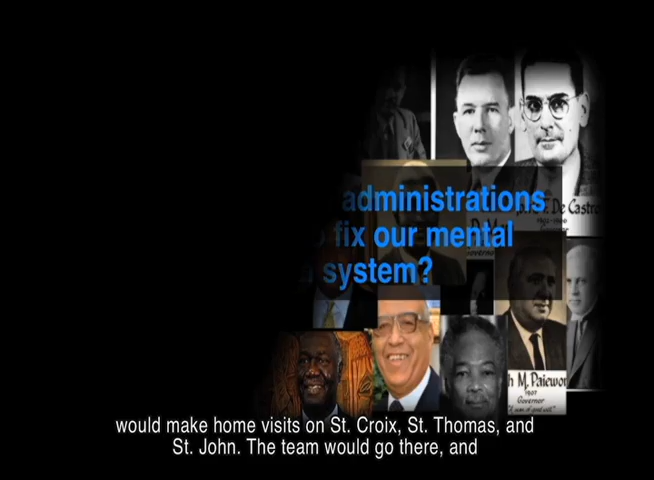 administrations
fix our mental
system?
De Castro
h M. Paiewon
1907
Governor
would make home visits on St. Croix, St. Thomas, and
St. John. The team would go there, and